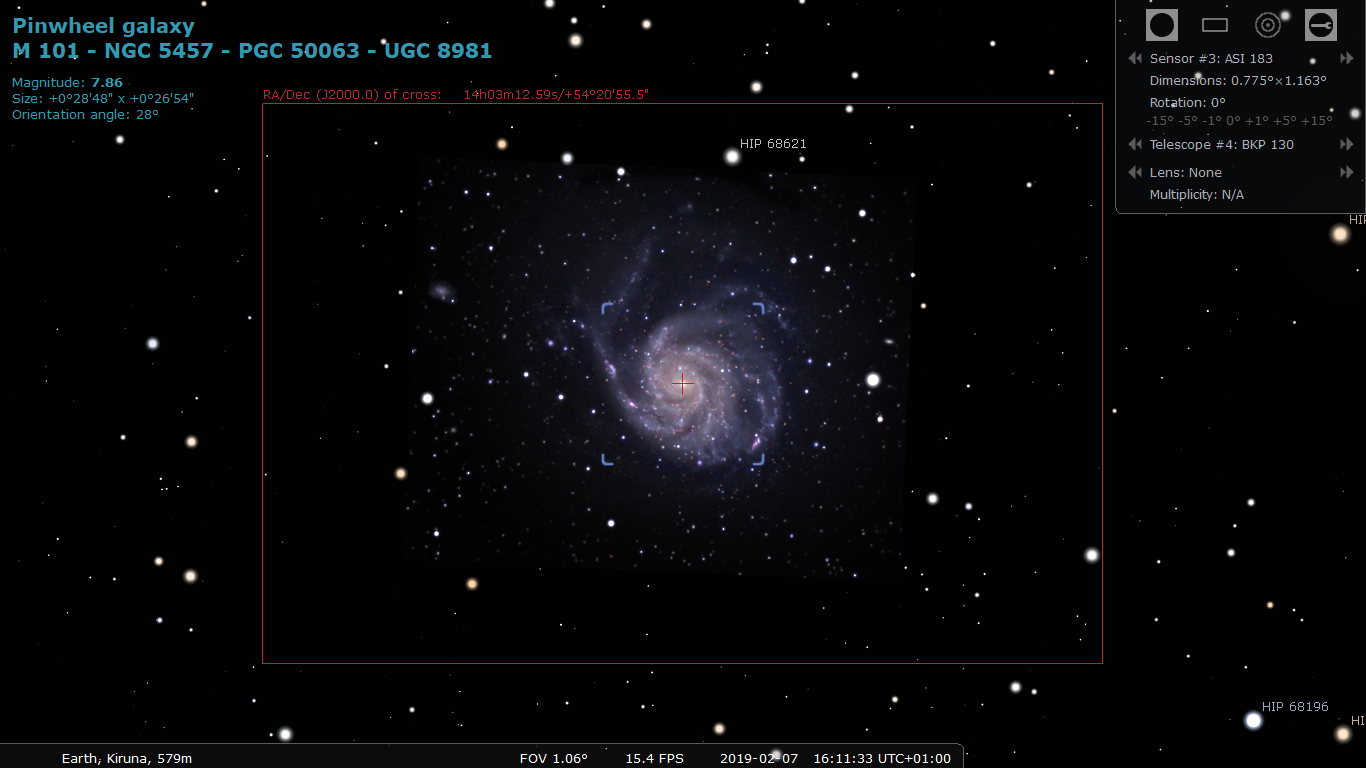 Pinwheel galaxy
M 101 - NGC 5457 - PGC 50063 - UGC 8981
Magnitude: 7.86
Size: +0°28'48" x +0°26'54"
Orientation angle: 28°
RA/Dec (J2000.0) of cross: 14h03m12.59s/+54°20'55.5"
Sensor #3: ASI 183
Dimensions: 0.775°×1.163°
Rotation: 0°
-15° -5° -1° 0° +1° +5° +15°
Telescope #4: BKP 130
Lens: None
Multiplicity: N/A
HIP 68621
HI
HIP 68196
HI
Earth, Kiruna, 579m
FOV 1.06°
15.4 FPS
2019-02-07
16:11:33 UTC+01:00